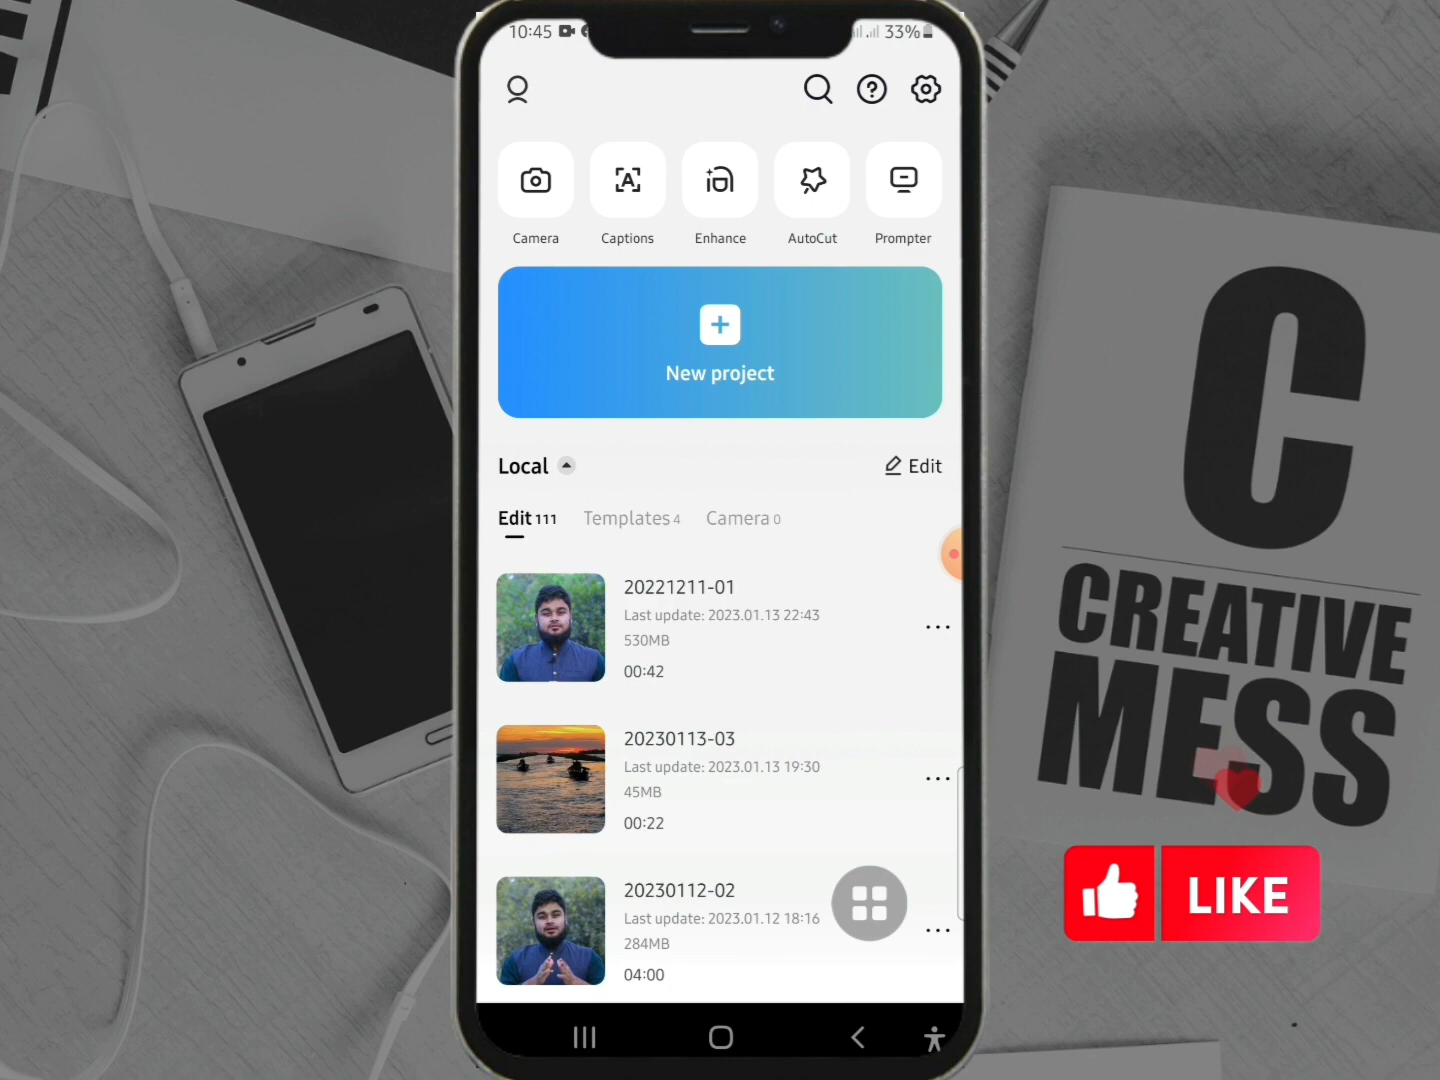 10:45
33%
Camera
Captions
Enhance
AutoCut
Prompter
New project
Local
Edit
Edit 111
Templates 4
Camera 0
20221211-01
Last update: 2023.01.13 22:43
530MB
00:42
20230113-03
Last update: 2023.01.13 19:30
45MB
00:22
20230112-02
Last update: 2023.01.12 18:16
284MB
04:00
C
CREATIVE
MESS
LIKE